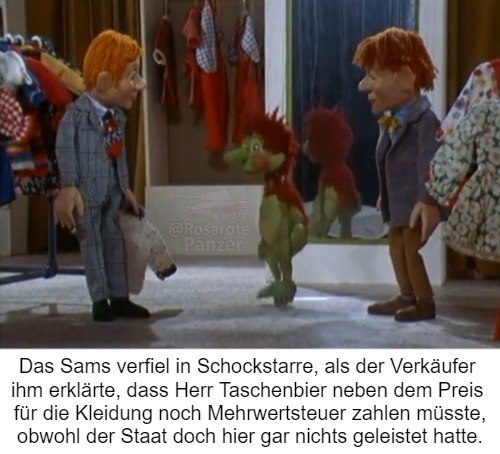 @Rosarote
Panzer
Das Sams verfiel in Schockstarre, als der Verkäufer
ihm erklärte, dass Herr Taschenbier neben dem Preis
für die Kleidung noch Mehrwertsteuer zahlen müsste,
obwohl der Staat doch hier gar nichts geleistet hatte.